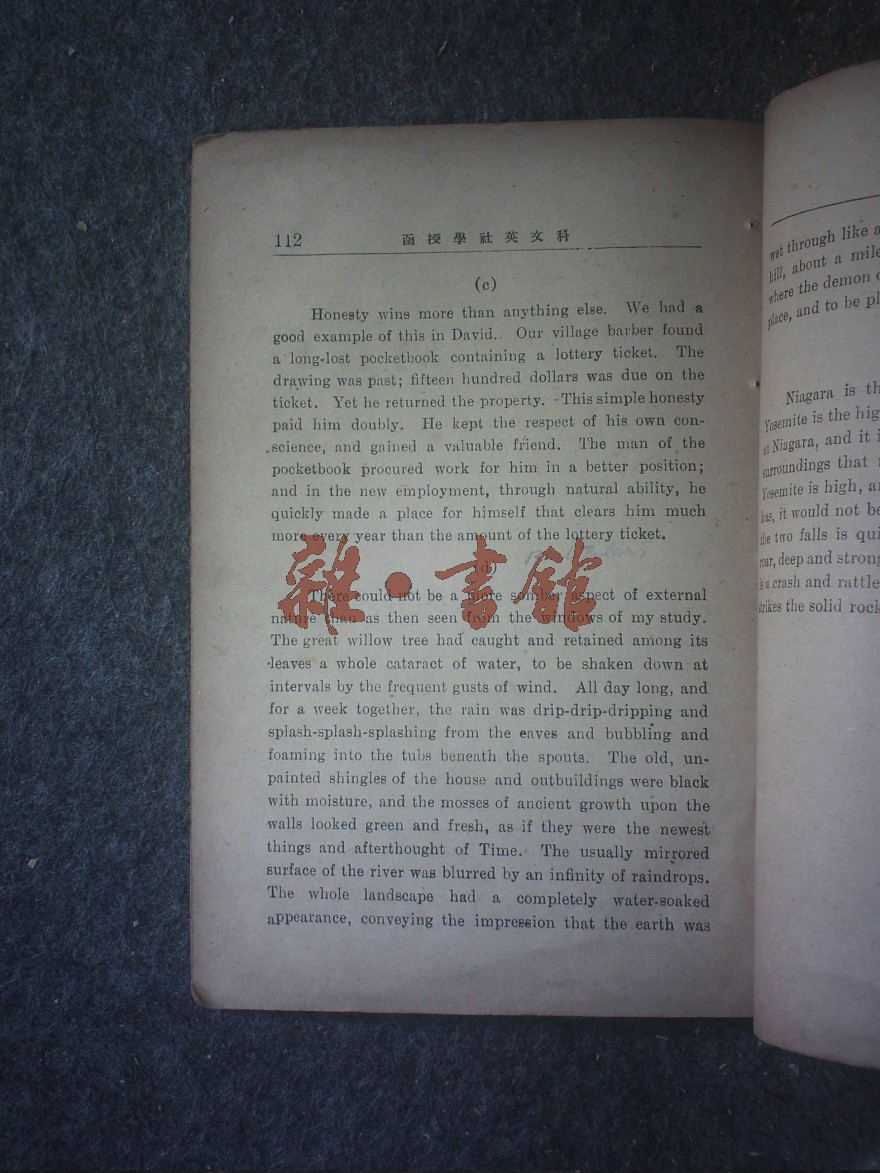 112
函授學社英文科
(c)
Honesty wins more than anything else. We had a
good example of this in David. Our village barber found
a long-lost pocketbook containing a lottery ticket. The
drawing was past; fifteen hundred dollars was due on the
ticket. Yet he returned the property. -This simple honesty
paid him doubly. He kept the respect of his own con-
science, and gained a valuable friend. The man of the
pocketbook procured work for him in a better position;
and in the new employment, through natural ability, he
quickly made a place for himself that clears him much
more every year than the amount of the lottery ticket.
(d)
There could not be a more somber aspect of external
nature than as then seen from the windows of my study.
The great willow tree had caught and retained among its
leaves a whole cataract of water, to be shaken down at
intervals by the frequent gusts of wind. All day long, and
for a week together, the rain was drip-drip-dripping and
splash-splash-splashing from the eaves and bubbling and
foaming into the tubs beneath the spouts. The old, un-
painted shingles of the house and outbuildings were black
with moisture, and the mosses of ancient growth upon the
walls looked green and fresh, as if they were the newest
things and afterthought of Time. The usually mirrored
surface of the river was blurred by an infinity of raindrops.
The whole landscape had a completely water-soaked
appearance, conveying the impression that the earth was
雜·書館
wet through like a
hill, about a mile
where the demon
place, and to be
Niagara is
Yosemite is the
at Niagara, and it
surroundings that
Yosemite is high,
has, it would not be
the two falls is
roar, deep and strong
is a crash and rattle
strikes the solid rock